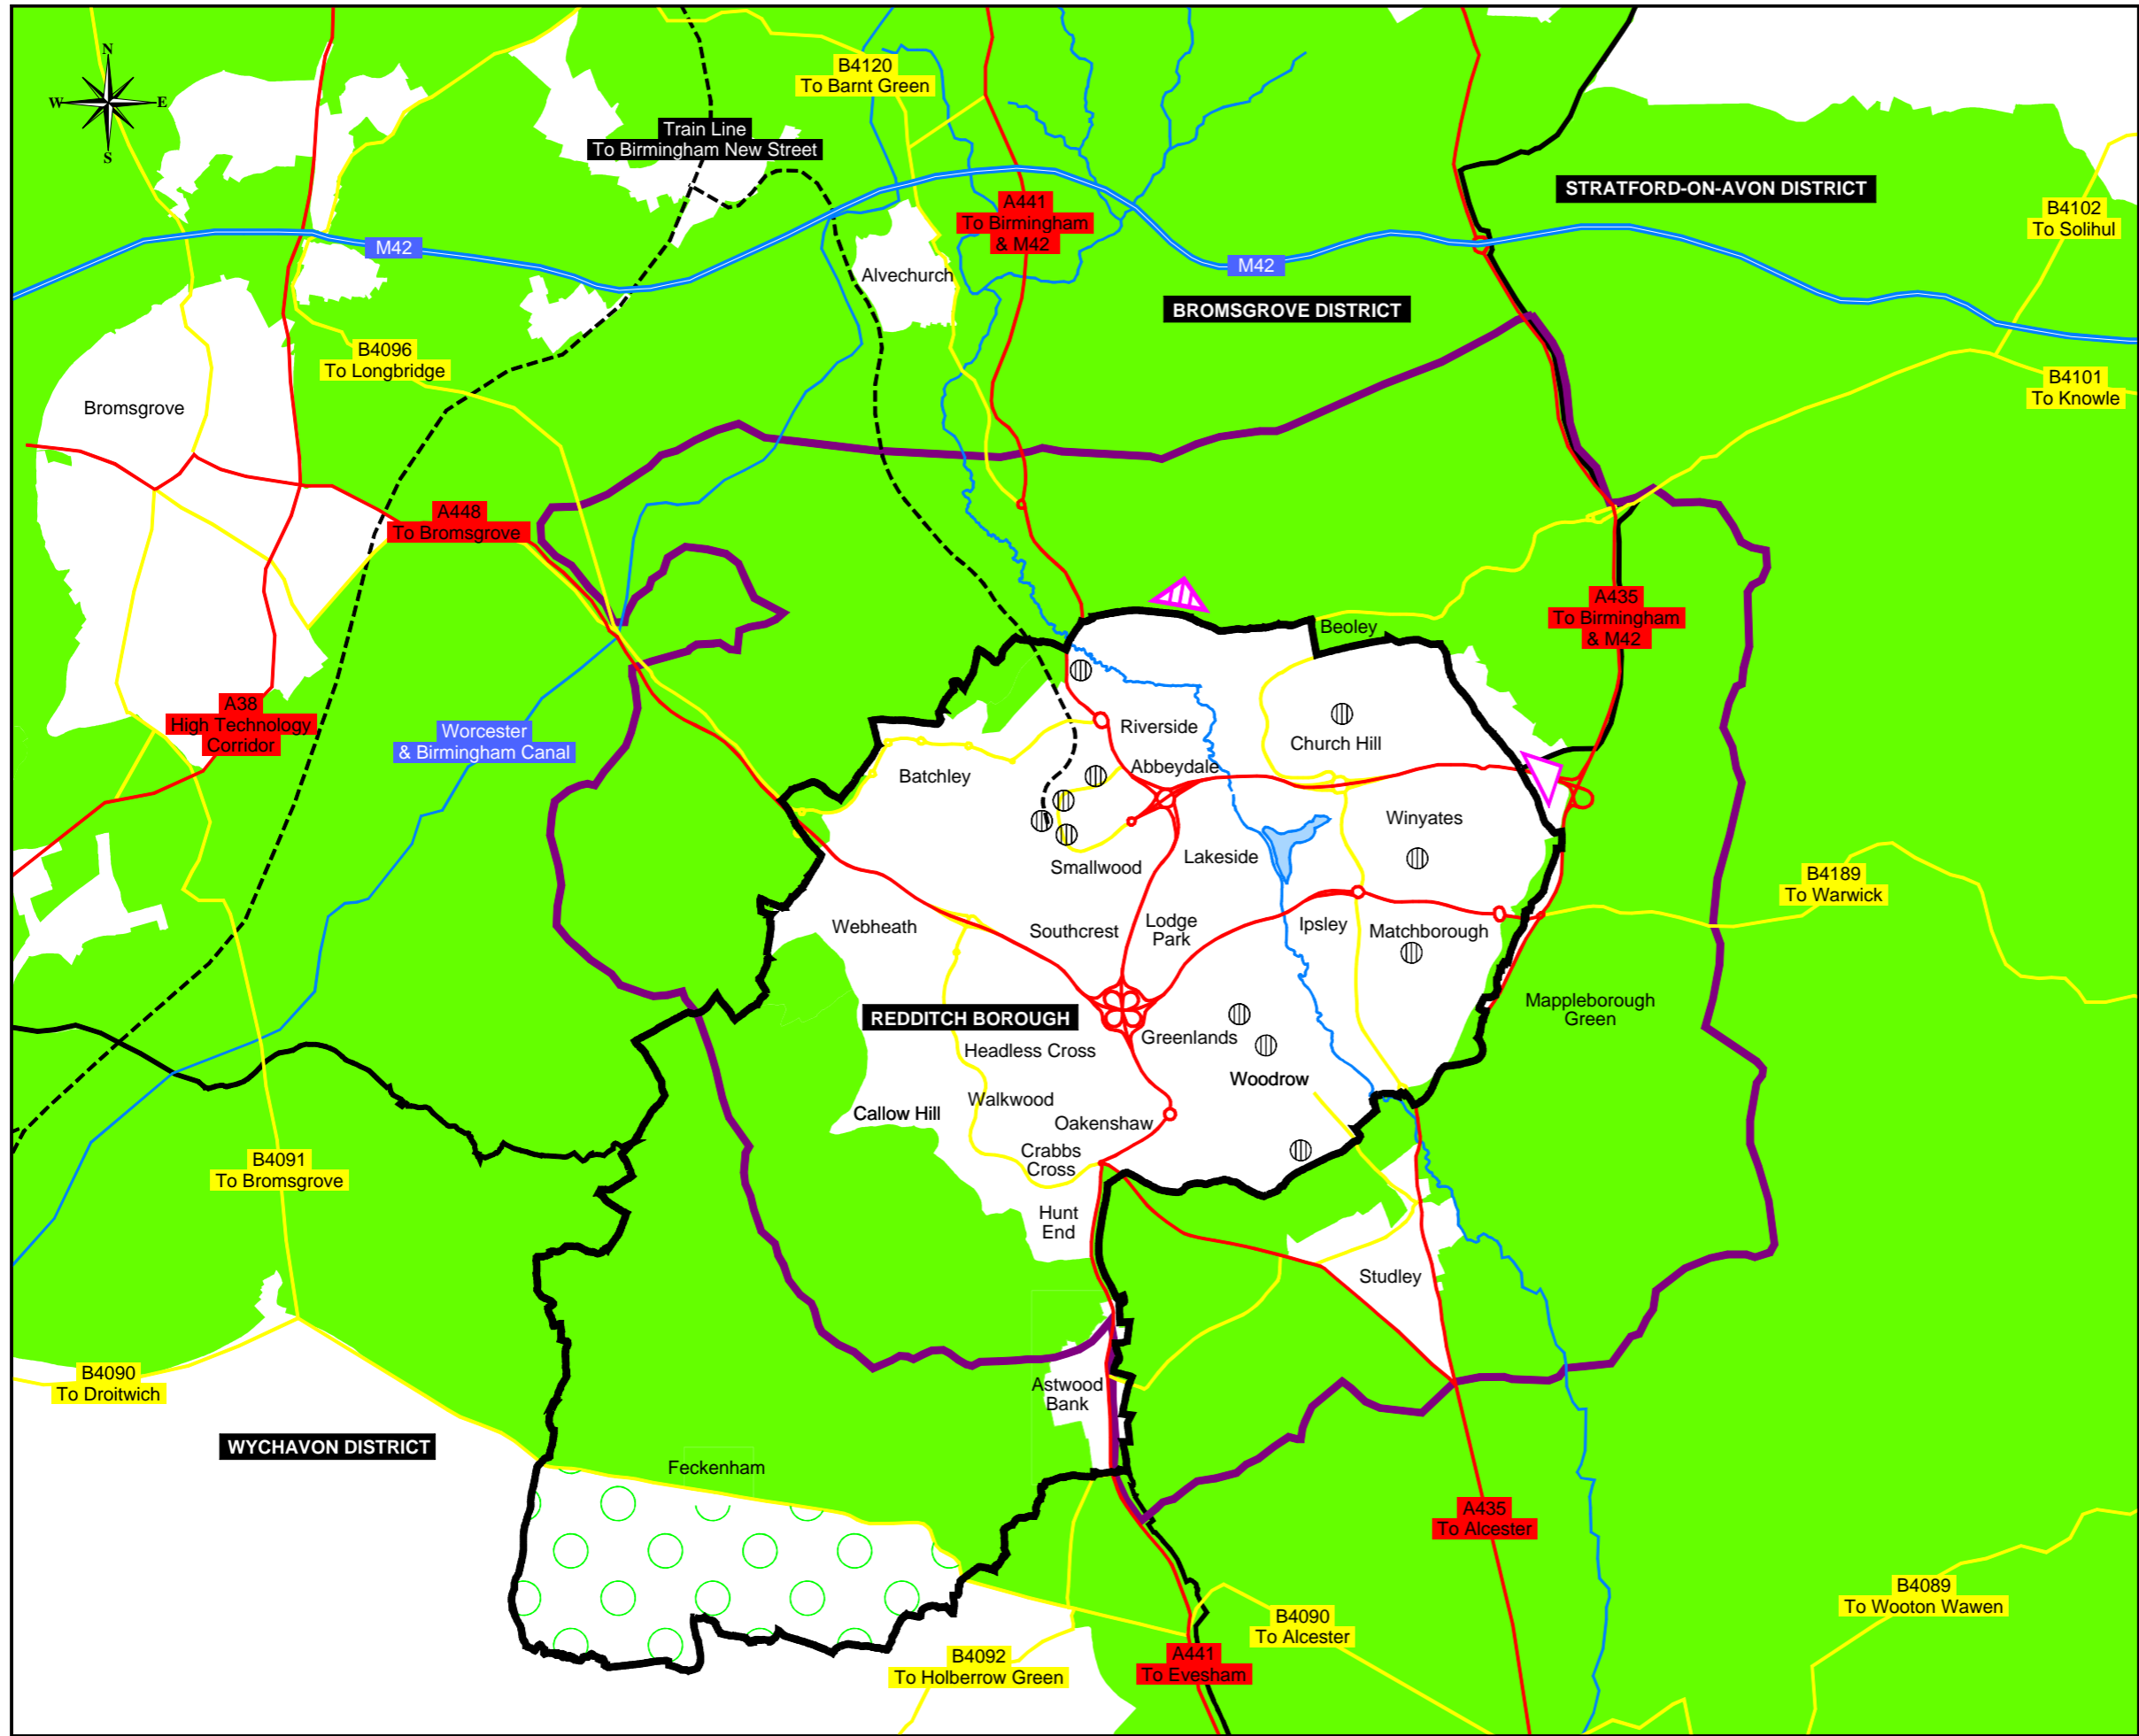 N
W
E
S
B4120
To Barnt Green
Train Line
To Birmingham New Street
STRATFORD-ON-AVON DISTRICT
A441
To Birmingham
& M42
B4102
To Solihul
M42
M42
Alvechurch
BROMSGROVE DISTRICT
B4096
To Longbridge
B4101
To Knowle
Bromsgrove
A448
To Bromsgrove
A435
To Birmingham
& M42
Beoley
A38
High Technology
Corridor
Worcester
& Birmingham Canal
Riverside
Church Hill
Abbeydale
Batchley
Winyates
Smallwood
Lakeside
B4189
To Warwick
Webheath
Southcrest
Lodge
Park
Ipsley
Matchborough
Mappleborough
Green
REDDITCH BOROUGH
Greenlands
Headless Cross
Woodrow
Walkwood
Callow Hill
Oakenshaw
Crabbs
Cross
B4091
To Bromsgrove
Hunt
End
Studley
B4090
To Droitwich
Astwood
Bank
WYCHAVON DISTRICT
Feckenham
A435
To Alcester
B4089
To Wooton Wawen
B4090
To Alcester
B4092
To Holberrow Green
A441
To Evesham